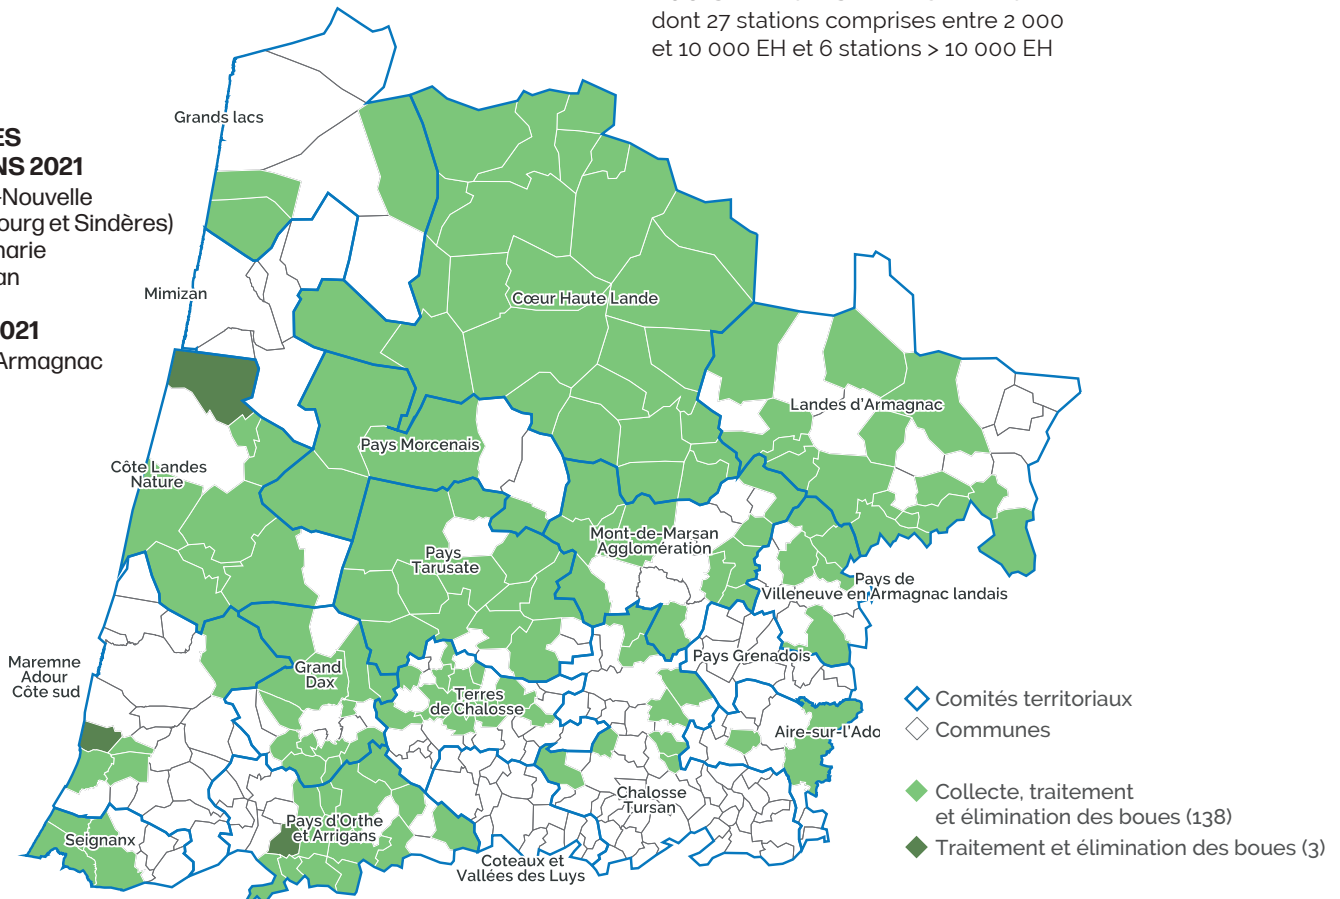 dont 27 stations comprises entre 2 000
et 10 000 EH et 6 stations > 10 000 EH
ES
NS 2021
-Nouvelle
ourg et Sindères)
narie
an
2021
Armagnac
Grands lacs
Mimizan
Cœur Haute Lande
Landes d'Armagnac
Pays Morcenais
Côte Landes
Nature
Mont-de-Marsan
Agglomération
Pays
Tarusate
Pays de
Villeneuve en Armagnac landais
Maremne
Adour
Côte sud
Grand
Dax
Pays Grenadois
Terres
de Chalosse
Aire-sur-l'Ado
Chalosse
Tursan
Pays d'Orthe
et Arrigans
Seignanx
Coteaux et
Vallées des Luys
Comités territoriaux
Communes
Collecte, traitement
et élimination des boues (138)
Traitement et élimination des boues (3)